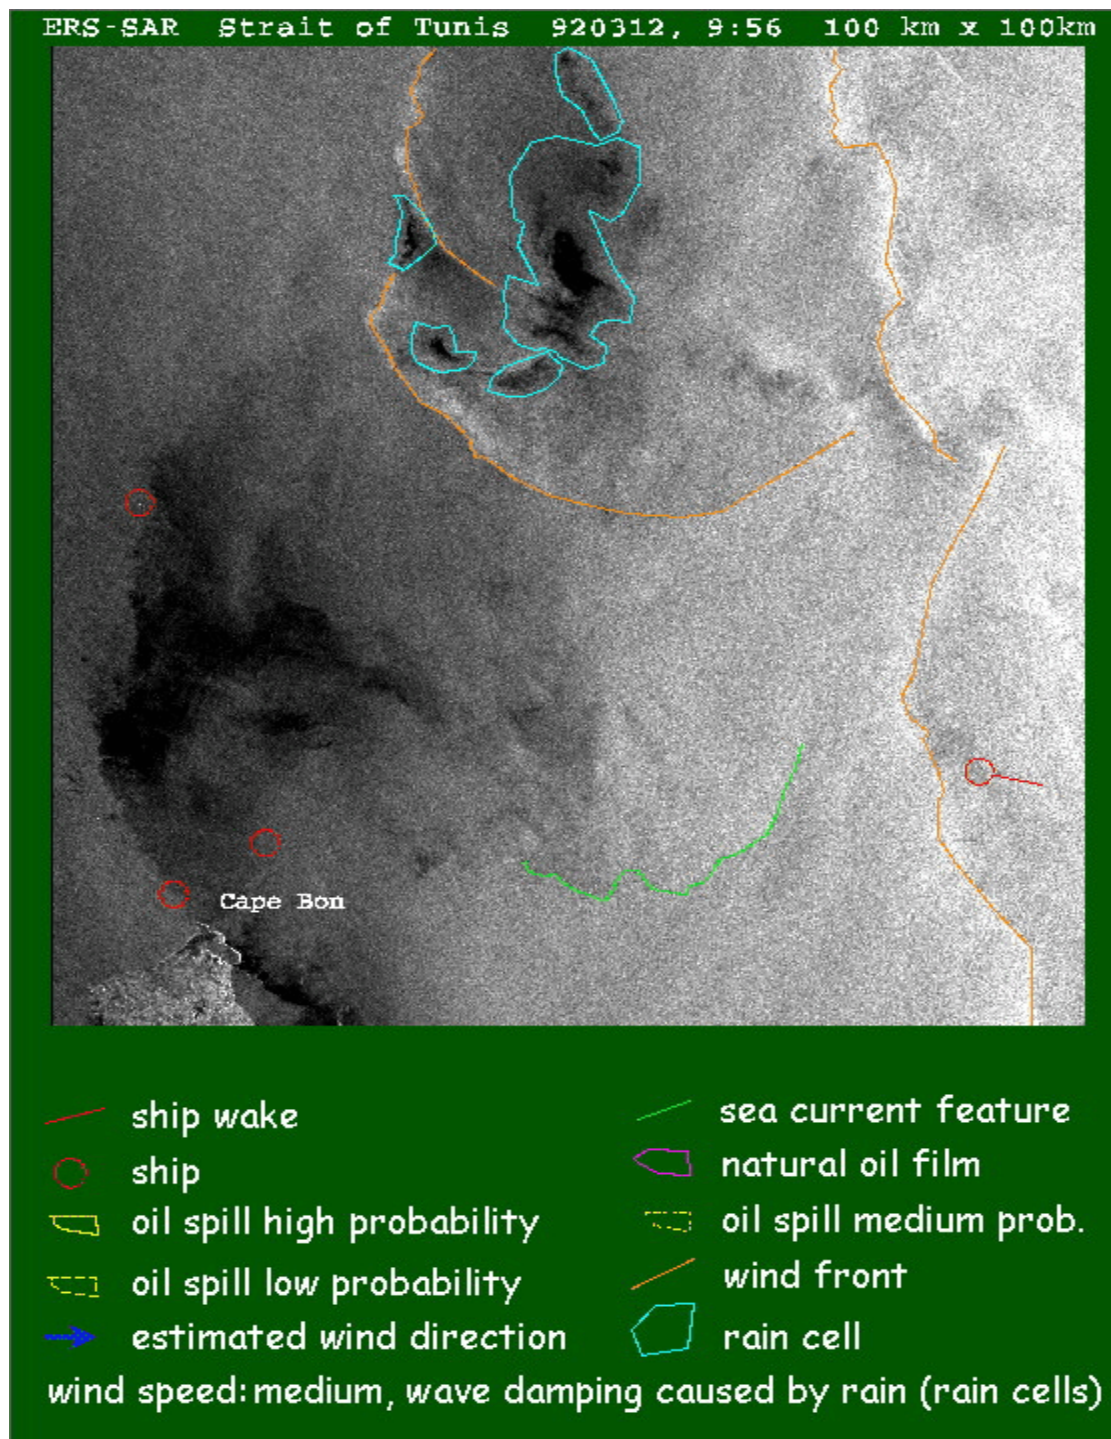 ERS-SAR Strait of Tunis 920312, 9:56 100 km x 100km
Cape Bon
ship wake
sea current feature
ship
natural oil film
oil spill high probability
oil spill medium prob.
oil spill low probability
wind front
estimated wind direction
rain cell
wind speed: medium, wave damping caused by rain (rain cells)